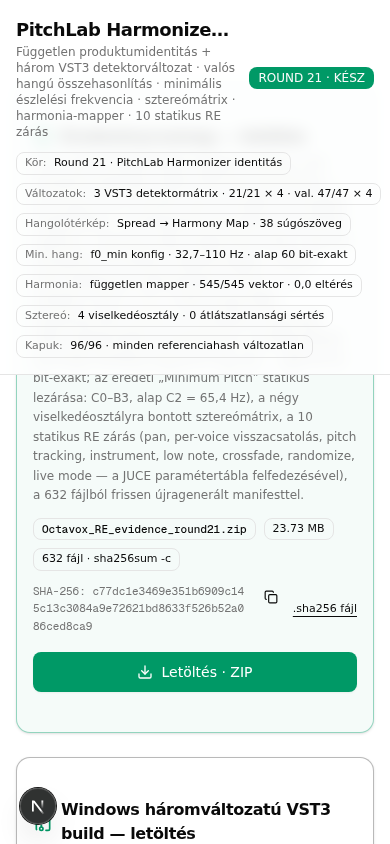 PitchLab Harmonize…
Független produktumidentitás +
három VST3 detektorváltozat · valós
hangú összehasonlítás · minimális
észlelési frekvencia · sztereómátrix ·
harmonia-mapper · 10 statikus RE
zárás
ROUND 21 · KÉSZ
Kör: Round 21 · PitchLab Harmonizer identitás
Változatok: 3 VST3 detektormátrix · 21/21 × 4 · val. 47/47 × 4
Hangolótérkép: Spread → Harmony Map · 38 súgószöveg
Min. hang: f0_min konfig · 32,7–110 Hz · alap 60 bit-exakt
Harmonia: független mapper · 545/545 vektor · 0,0 eltérés
Sztereó: 4 viselkedéosztály · 0 átlátszatlansági sértés
Kapuk: 96/96 · minden referenciahash változatlan
bit-exakt; az eredeti „Minimum Pitch" statikus
lezárása: C0–B3, alap C2 = 65,4 Hz), a négy
viselkedéosztályra bontott sztereómátrix, a 10
statikus RE zárás (pan, per-voice visszacsatolás, pitch
tracking, instrument, low note, crossfade, randomize,
live mode — a JUCE paramétertábla felfedezésével),
a 632 fájlból frissen újragenerált manifesttel.
Octavox_RE_evidence_round21.zip
23.73 MB
632 fájl · sha256sum -c
SHA-256: c77dc1e3469e351b6909c14
5c13c3084a9e72621bd8633f526b52a0
86ced8ca9
.sha256 fájl
Letöltés · ZIP
N
Windows háromváltozatú VST3
build — letöltés